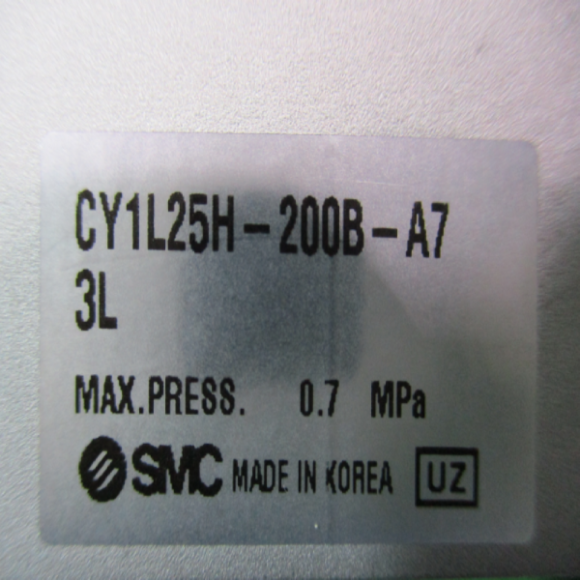 CY1L25H-200B-A7
3L
MAX.PRESS. 0.7 MPa
SMC MADE IN KOREA UZ